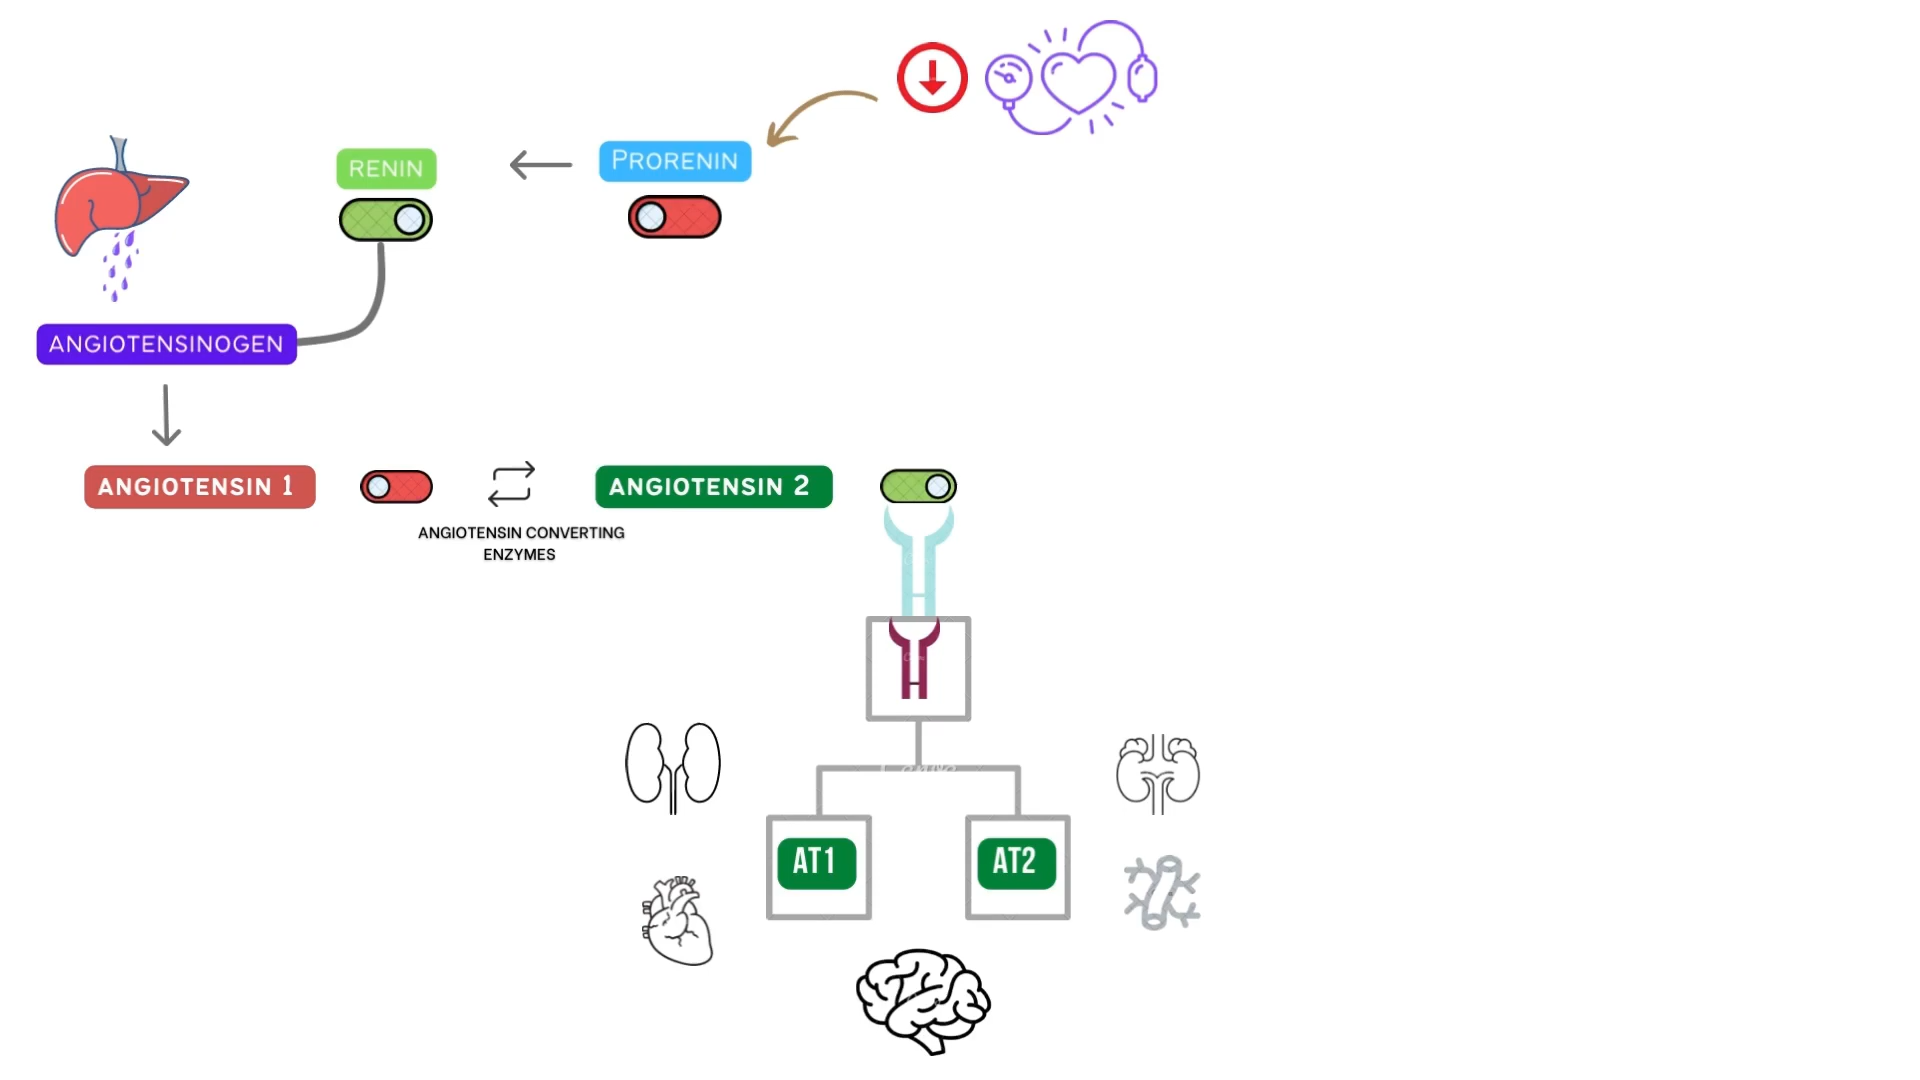 RENIN
PRORENIN
ANGIOTENSINOGEN
ANGIOTENSIN 1
ANGIOTENSIN 2
ANGIOTENSIN CONVERTING
ENZYMES
AT1
AT2